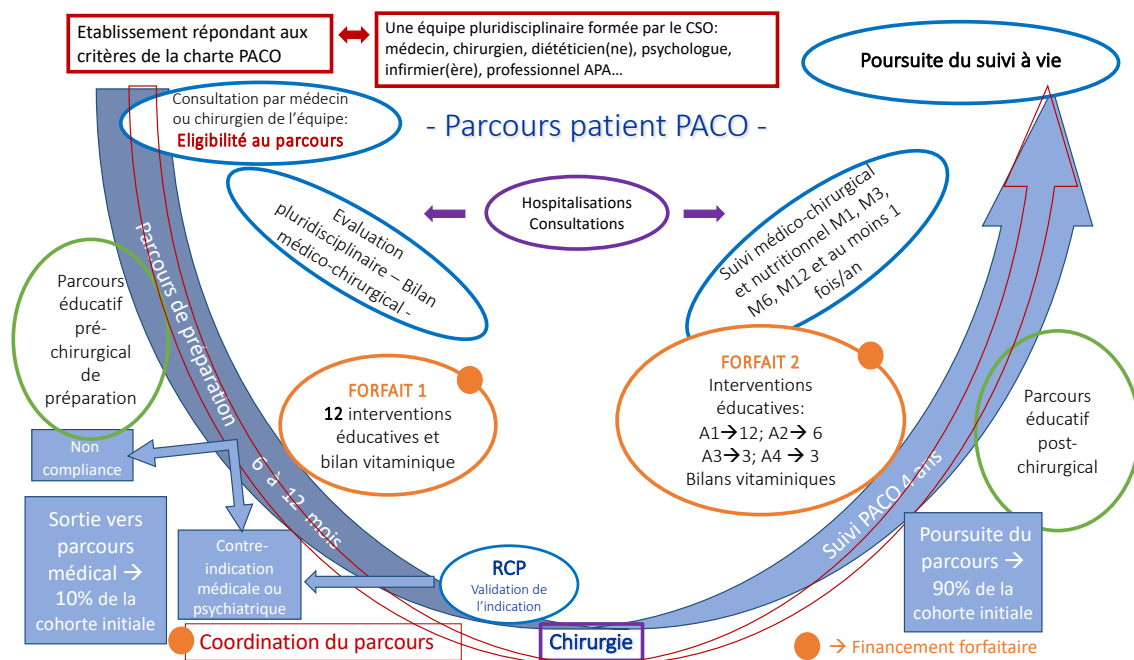 Etablissement répondant aux
critères de la charte PACO
Une équipe pluridisciplinaire formée par le CSO:
médecin, chirurgien, diététicien(ne), psychologue,
infirmier(ère), professionnel APA...
Poursuite du suivi à vie
Consultation par médecin
ou chirurgien de l'équipe:
Eligibilité au parcours
- Parcours patient PACO -
Hospitalisations
Consultations
Evaluation
pluridisciplinaire – Bilan
médico-chirurgical -
Suivi médico-chirurgical
et nutritionnel M1, M3,
M6, M12 et au moins 1
fois/an
Parcours de préparation
6 à 12 mois
Parcours
éducatif
pré-
chirurgical
de
préparation
FORFAIT 1
12 interventions
éducatives et
bilan vitaminique
FORFAIT 2
Interventions
éducatives:
A1→12; A2→ 6
A3→3; A4 → 3
Bilans vitaminiques
Suivi PACO 4 ans
Parcours
éducatif
post-
chirurgical
Non
compliance
Sortie vers
parcours
médical →
10% de la
cohorte initiale
Contre-
indication
médicale ou
psychiatrique
RCP
Validation de
l'indication
Poursuite du
parcours →
90% de la
cohorte initiale
Coordination du parcours
Chirurgie
→ Financement forfaitaire